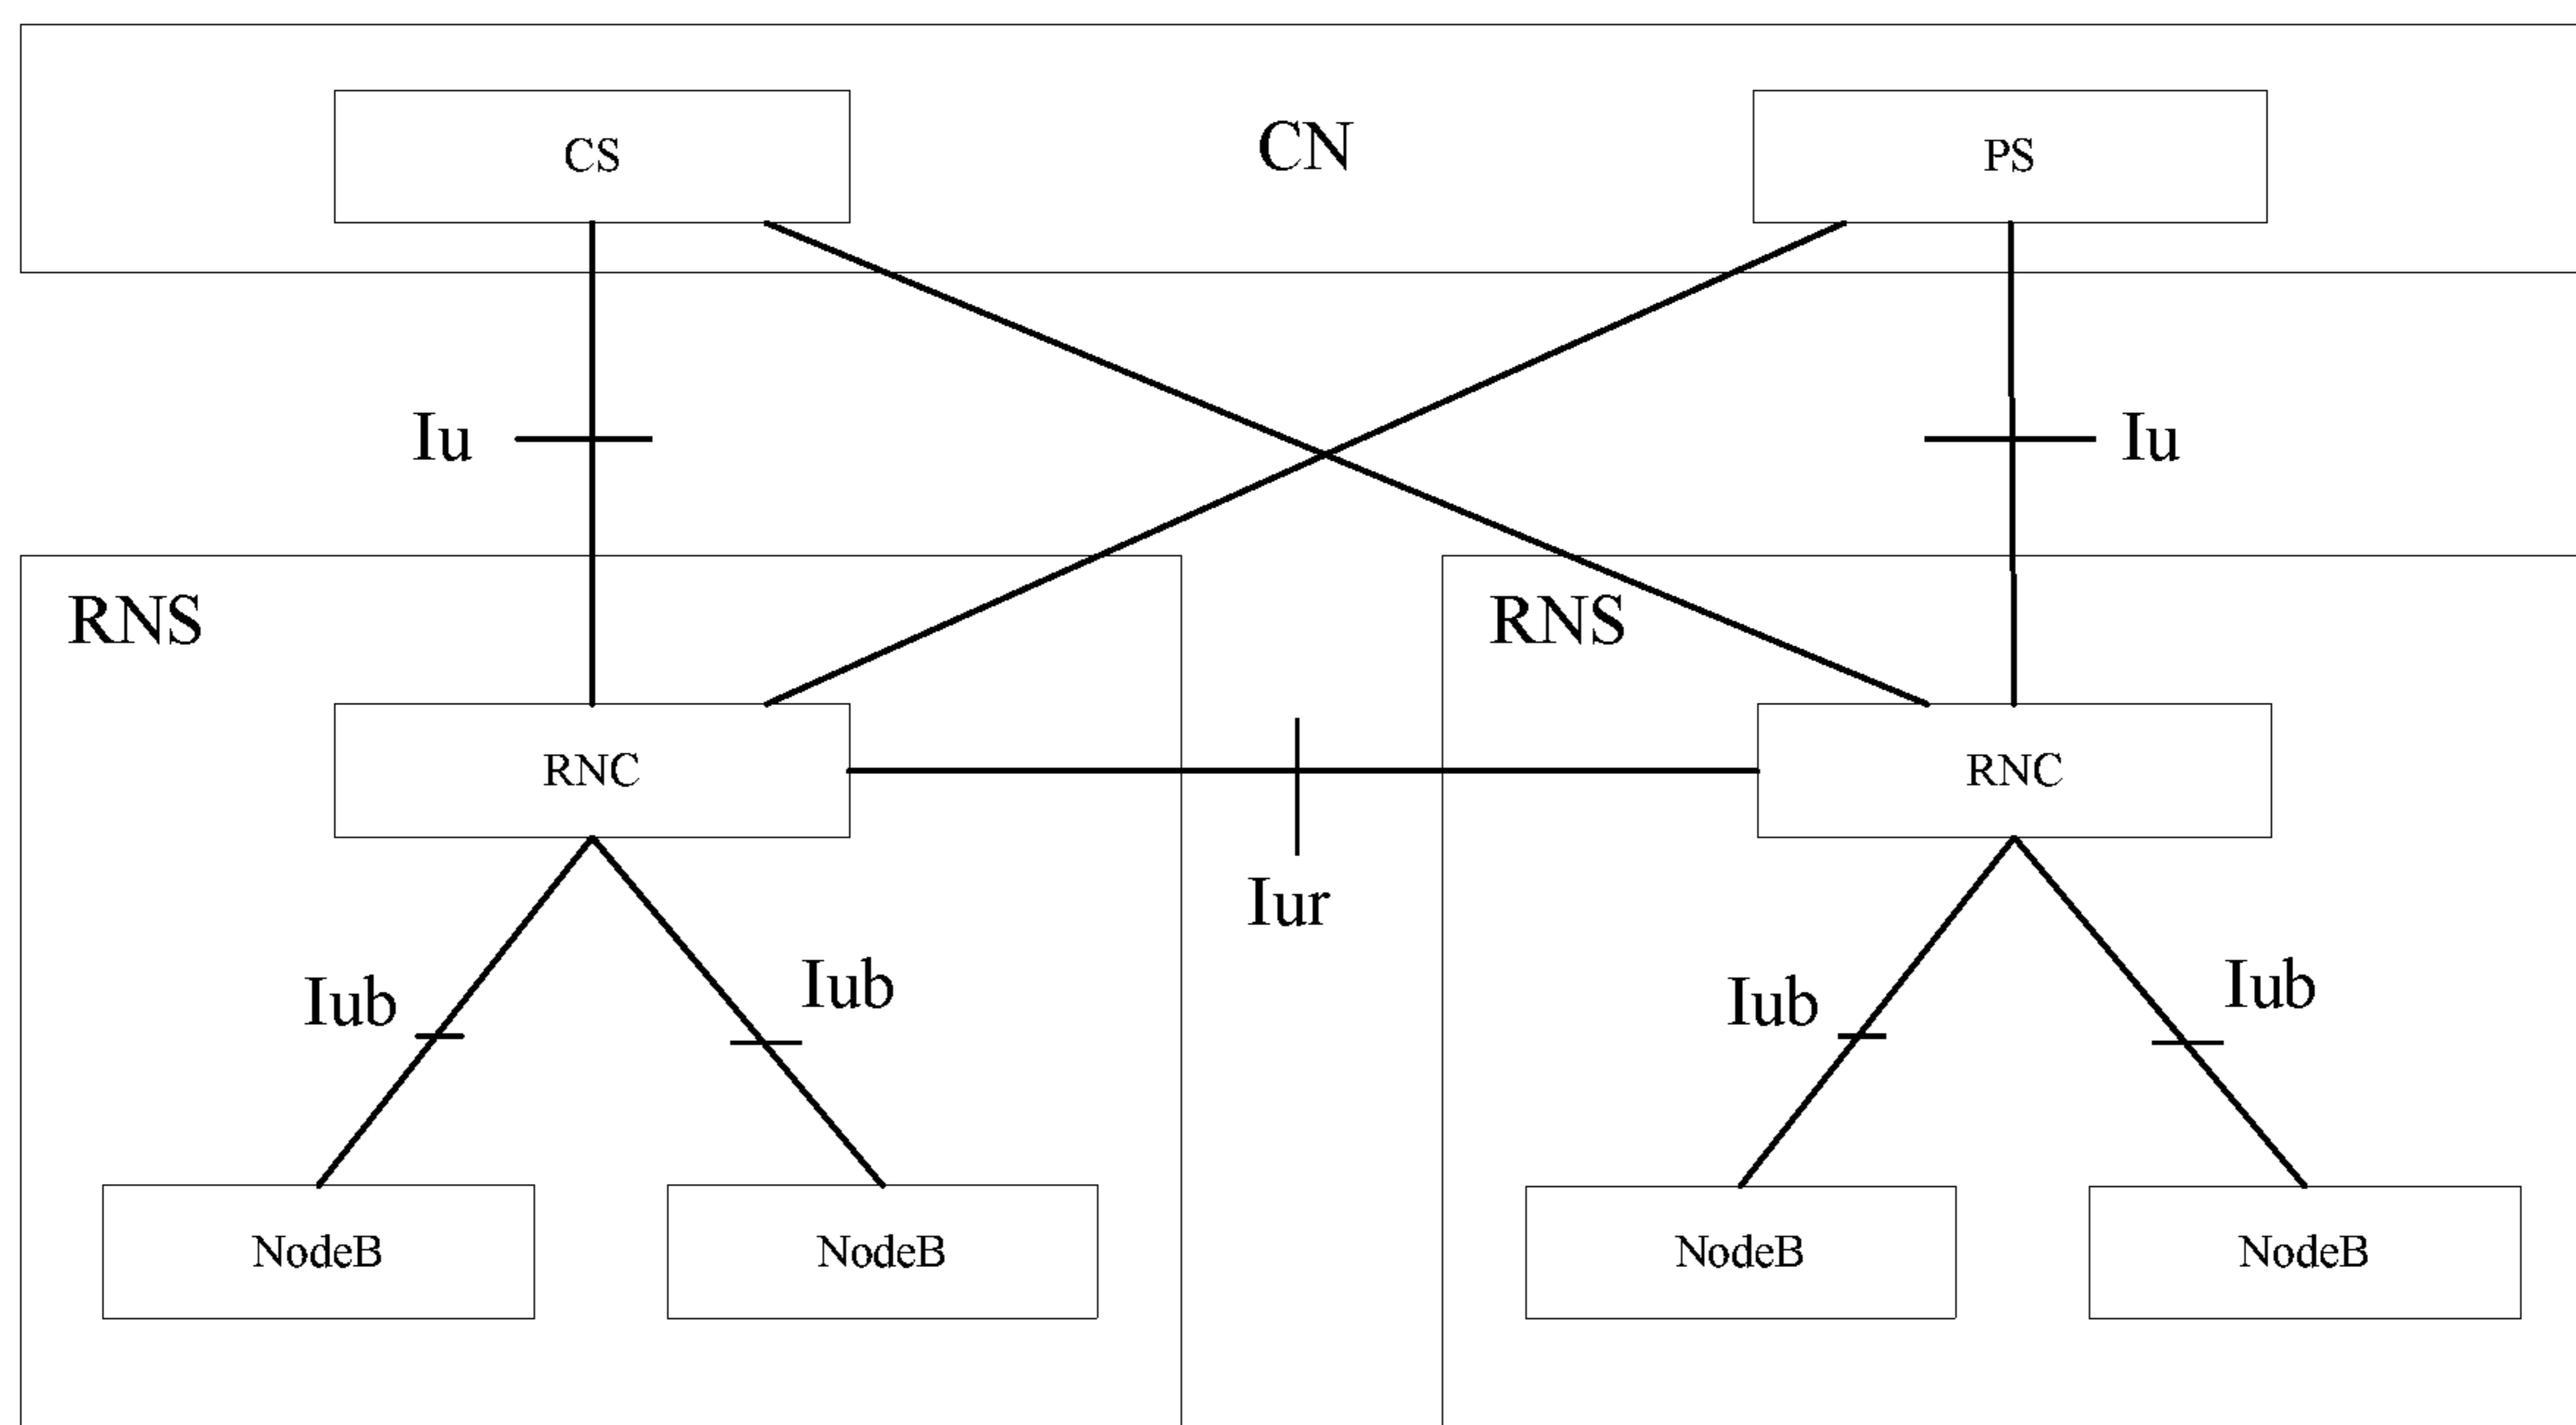 CS
CN
PS
Iu
Iu
RNS
RNS
RNC
RNC
Iur
Iub
Iub
Iub
Iub
NodeB
NodeB
NodeB
NodeB